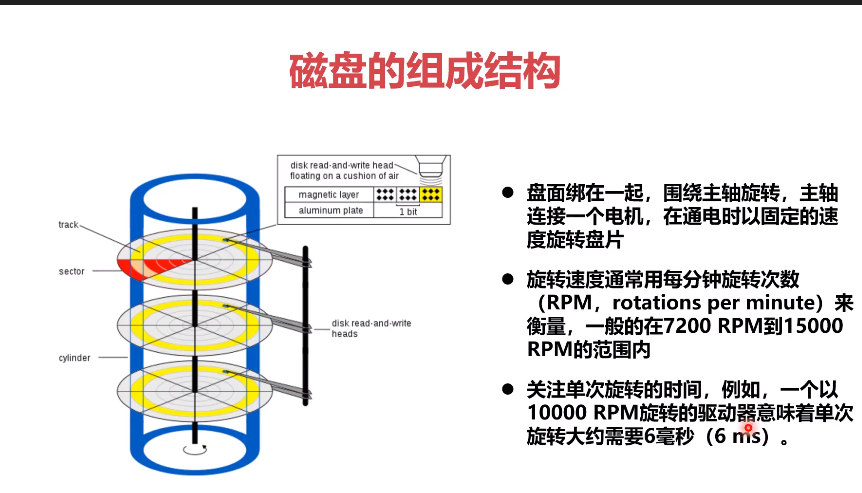 磁盘的组成结构
disk read-and-write head
floating on a cushion of air
magnetic layer
aluminum plate
1 bit
track
sector
cylinder
disk read-and-write
heads
● 盘面绑在一起，围绕主轴旋转，主轴
连接一个电机，在通电时以固定的速
度旋转盘片
● 旋转速度通常用每分钟旋转次数
（RPM，rotations per minute）来
衡量，一般的在7200 RPM到15000
RPM的范围内
● 关注单次旋转的时间，例如，一个以
10000 RPM旋转的驱动器意味着单次
旋转大约需要6毫秒（6 ms）。